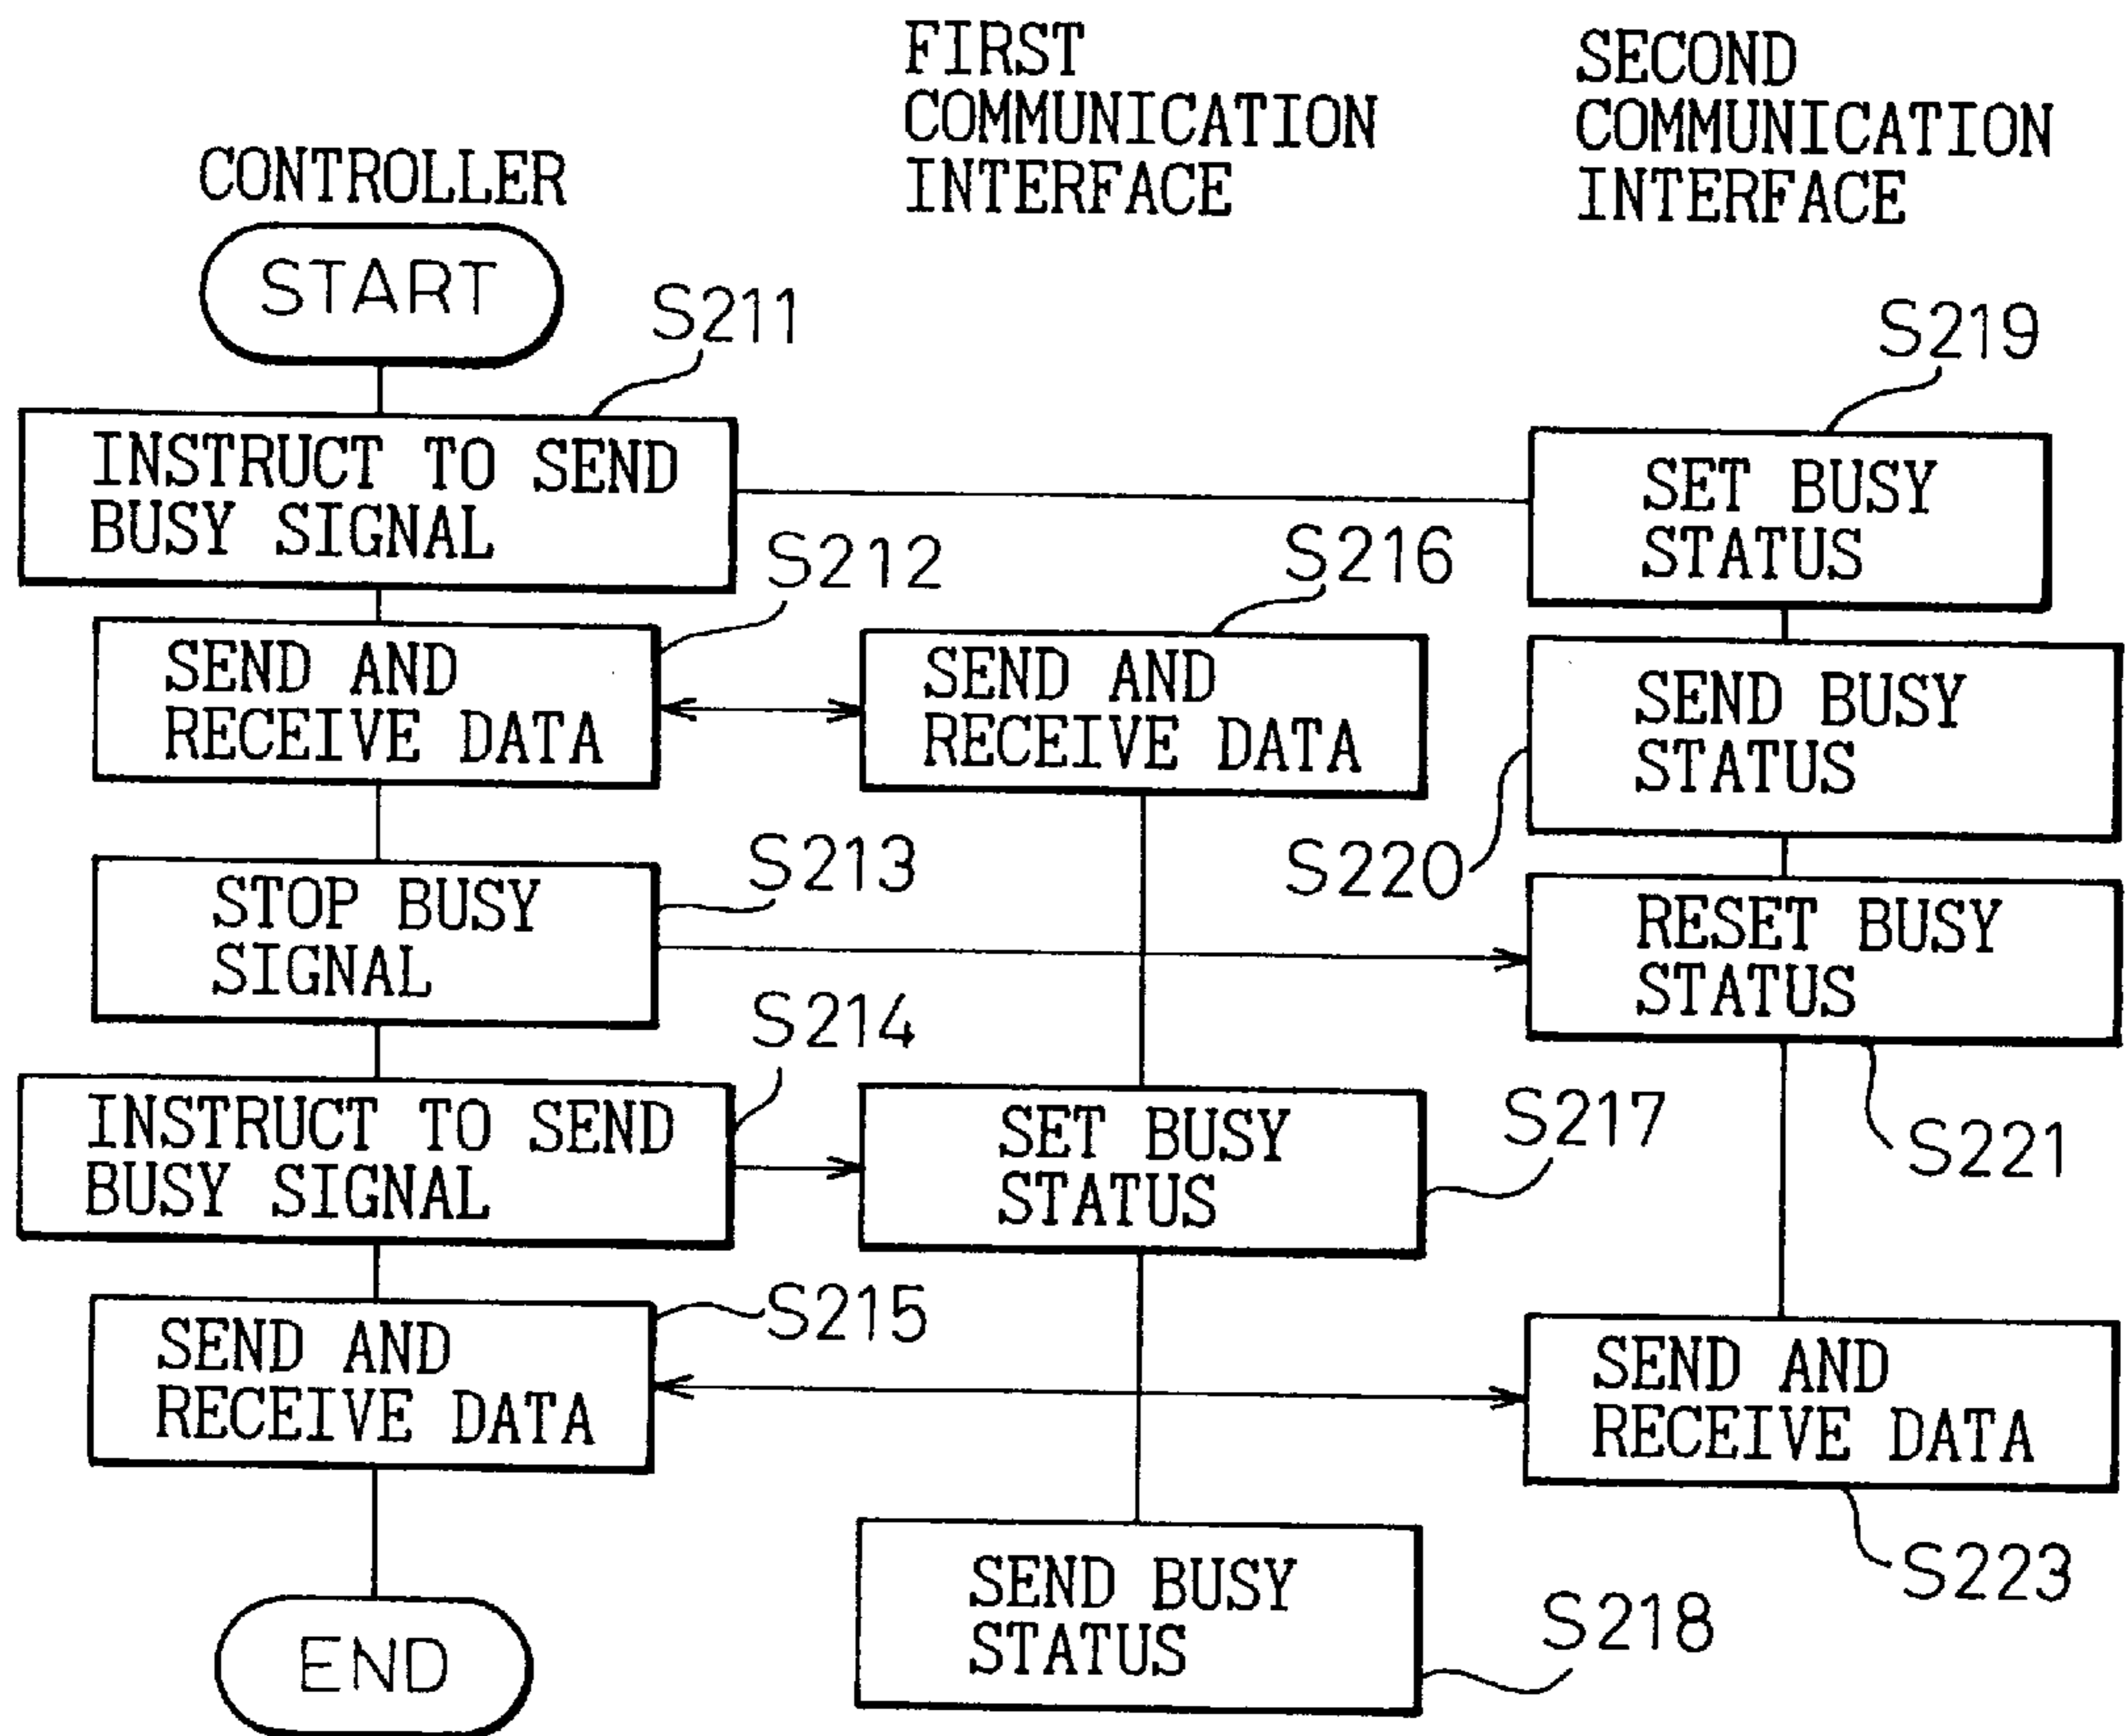 FIRST
COMMUNICATION
INTERFACE
SECOND
COMMUNICATION
INTERFACE
CONTROLLER
START
S211
S219
INSTRUCT TO SEND
BUSY SIGNAL
SET BUSY
STATUS
S212
S216
SEND AND
RECEIVE DATA
SEND AND
RECEIVE DATA
SEND BUSY
STATUS
S213
S220
STOP BUSY
SIGNAL
RESET BUSY
STATUS
S214
INSTRUCT TO SEND
BUSY SIGNAL
SET BUSY
STATUS
S217
S221
S215
SEND AND
RECEIVE DATA
SEND AND
RECEIVE DATA
S223
SEND BUSY
STATUS
S218
END